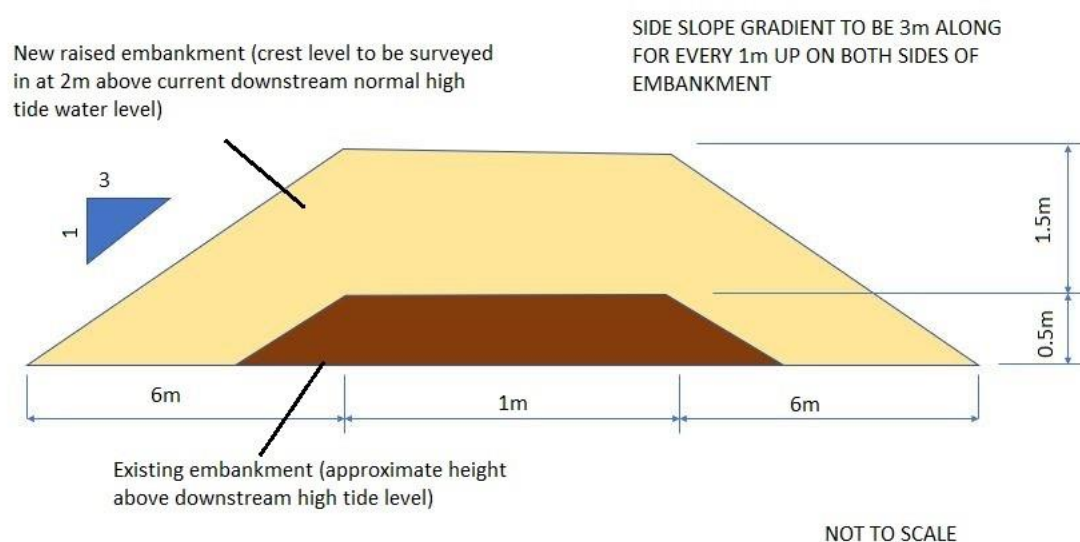 SIDE SLOPE GRADIENT TO BE 3m ALONG
FOR EVERY 1m UP ON BOTH SIDES OF
EMBANKMENT
New raised embankment (crest level to be surveyed
in at 2m above current downstream normal high
tide water level)
3
1
1.5m
0.5m
6m
1m
6m
Existing embankment (approximate height
above downstream high tide level)
NOT TO SCALE